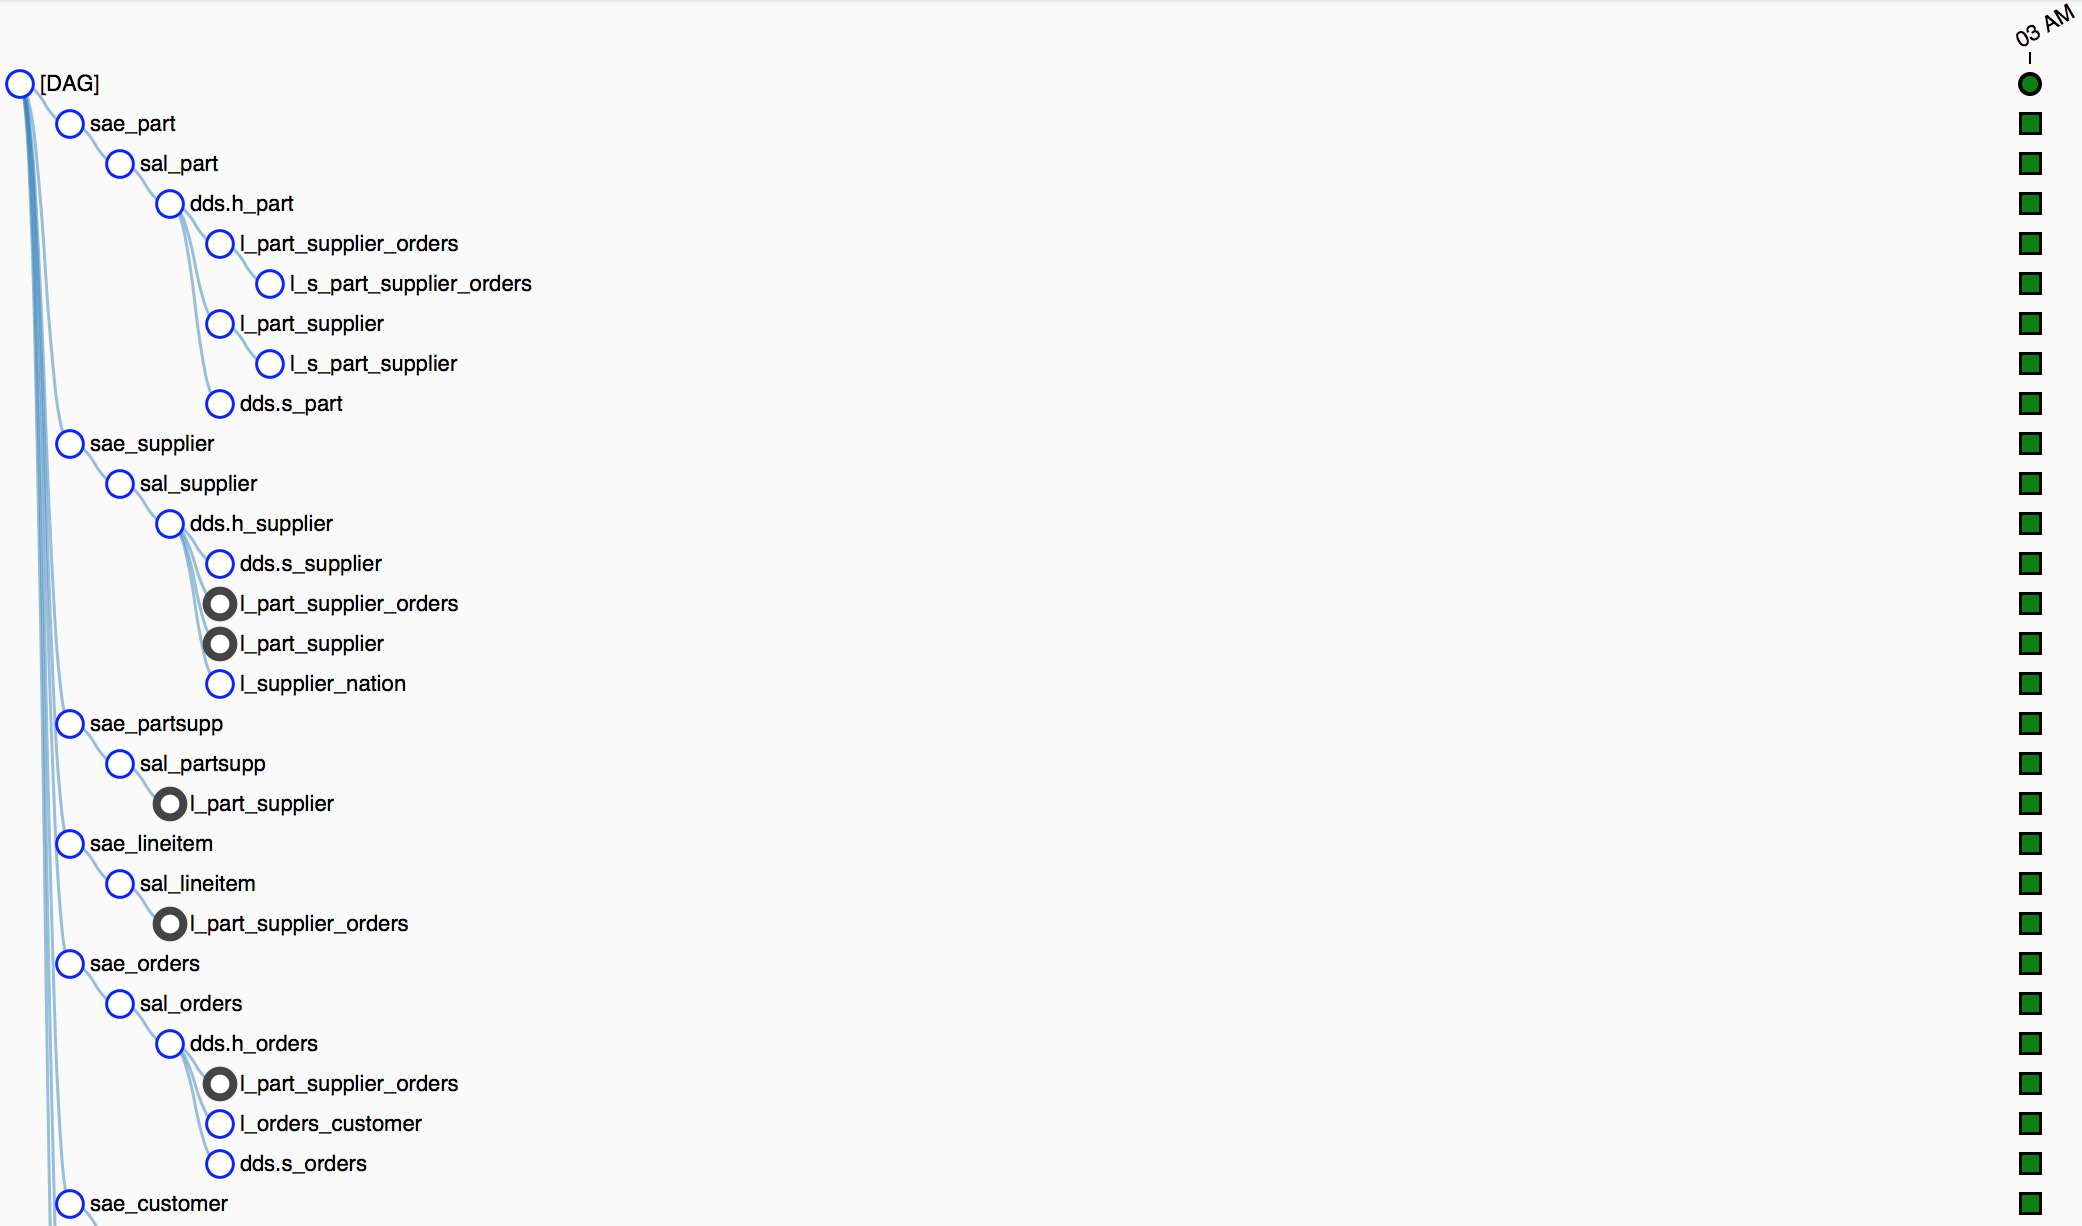 03 AM
[DAG]
sae_part
sal_part
dds.h_part
l_part_supplier_orders
l_s_part_supplier_orders
l_part_supplier
l_s_part_supplier
dds.s_part
sae_supplier
sal_supplier
dds.h_supplier
dds.s_supplier
l_part_supplier_orders
l_part_supplier
l_supplier_nation
sae_partsupp
sal_partsupp
l_part_supplier
sae_lineitem
sal_lineitem
l_part_supplier_orders
sae_orders
sal_orders
dds.h_orders
l_part_supplier_orders
l_orders_customer
dds.s_orders
sae_customer